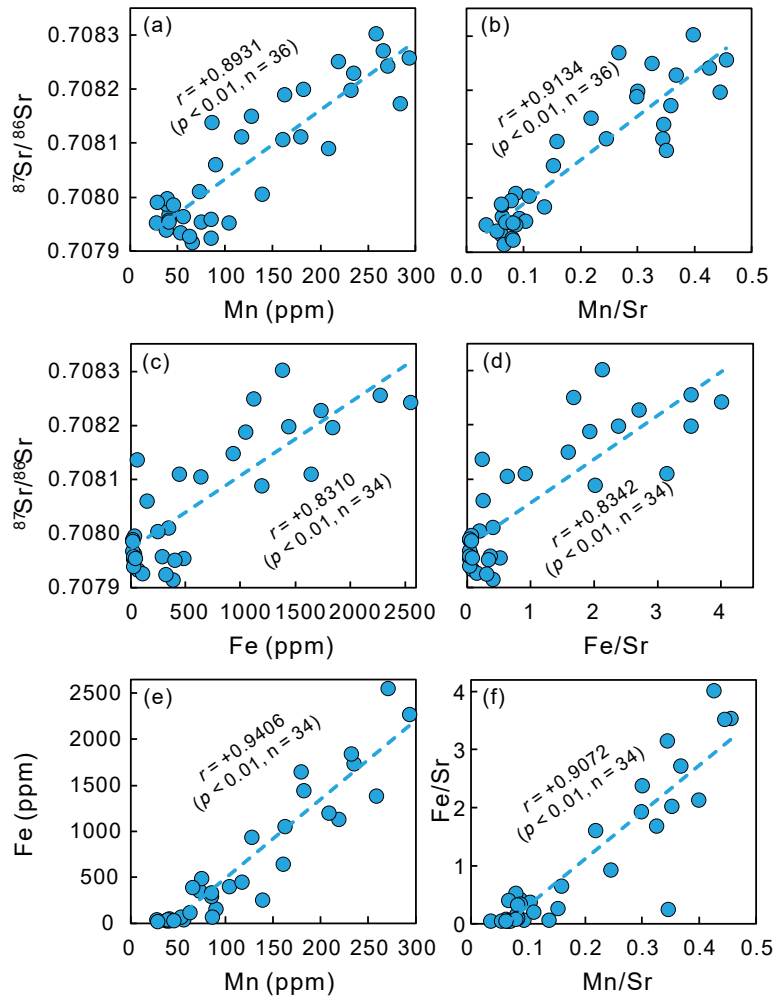 (a)
r = +0.8931
(p < 0.01, n = 36)
0.7083
0.7082
0.7081
0.7080
0.7079
⁸⁷Sr/⁸⁶Sr
0 50 100 150 200 250 300
Mn (ppm)
(b)
r = +0.9134
(p < 0.01, n = 36)
0.0 0.1 0.2 0.3 0.4 0.5
Mn/Sr
(c)
r = +0.8310
(p < 0.01, n = 34)
0.7083
0.7082
0.7081
0.7080
0.7079
⁸⁷Sr/⁸⁶Sr
0 500 1000 1500 2000 2500
Fe (ppm)
(d)
r = +0.8342
(p < 0.01, n = 34)
0 1 2 3 4
Fe/Sr
(e)
r = +0.9406
(p < 0.01, n = 34)
2500
2000
1500
1000
500
0
Fe (ppm)
0 50 100 150 200 250 300
Mn (ppm)
(f)
r = +0.9072
(p < 0.01, n = 34)
4
3
2
1
0
Fe/Sr
0 0.1 0.2 0.3 0.4 0.5
Mn/Sr